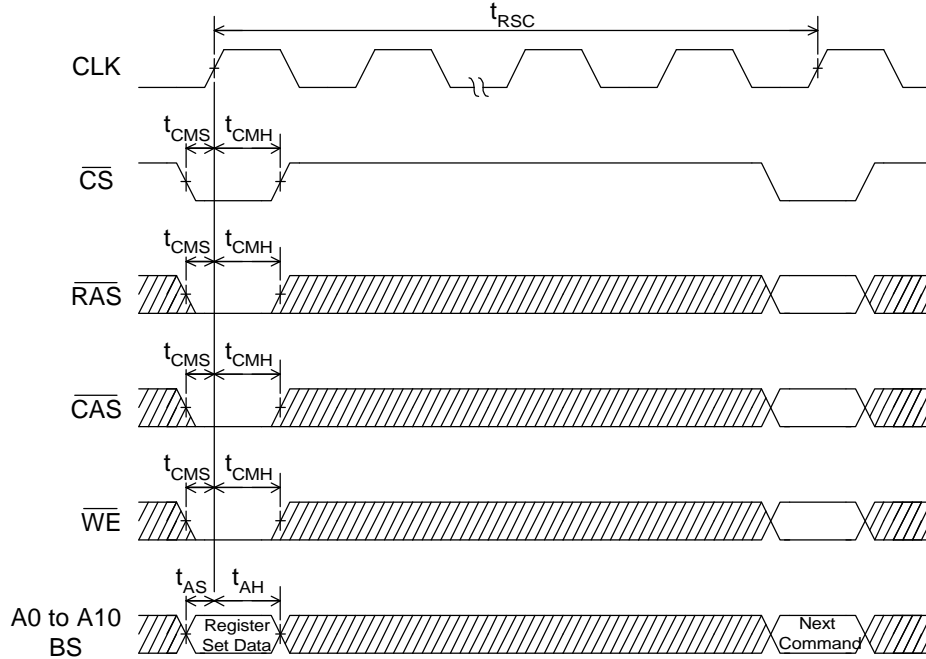 tRSC
CLK
tCMS tCMH
CS
tCMS tCMH
RAS
tCMS tCMH
CAS
tCMS tCMH
WE
tAS tAH
A0 to A10
BS
Register
Set Data
Next
Command